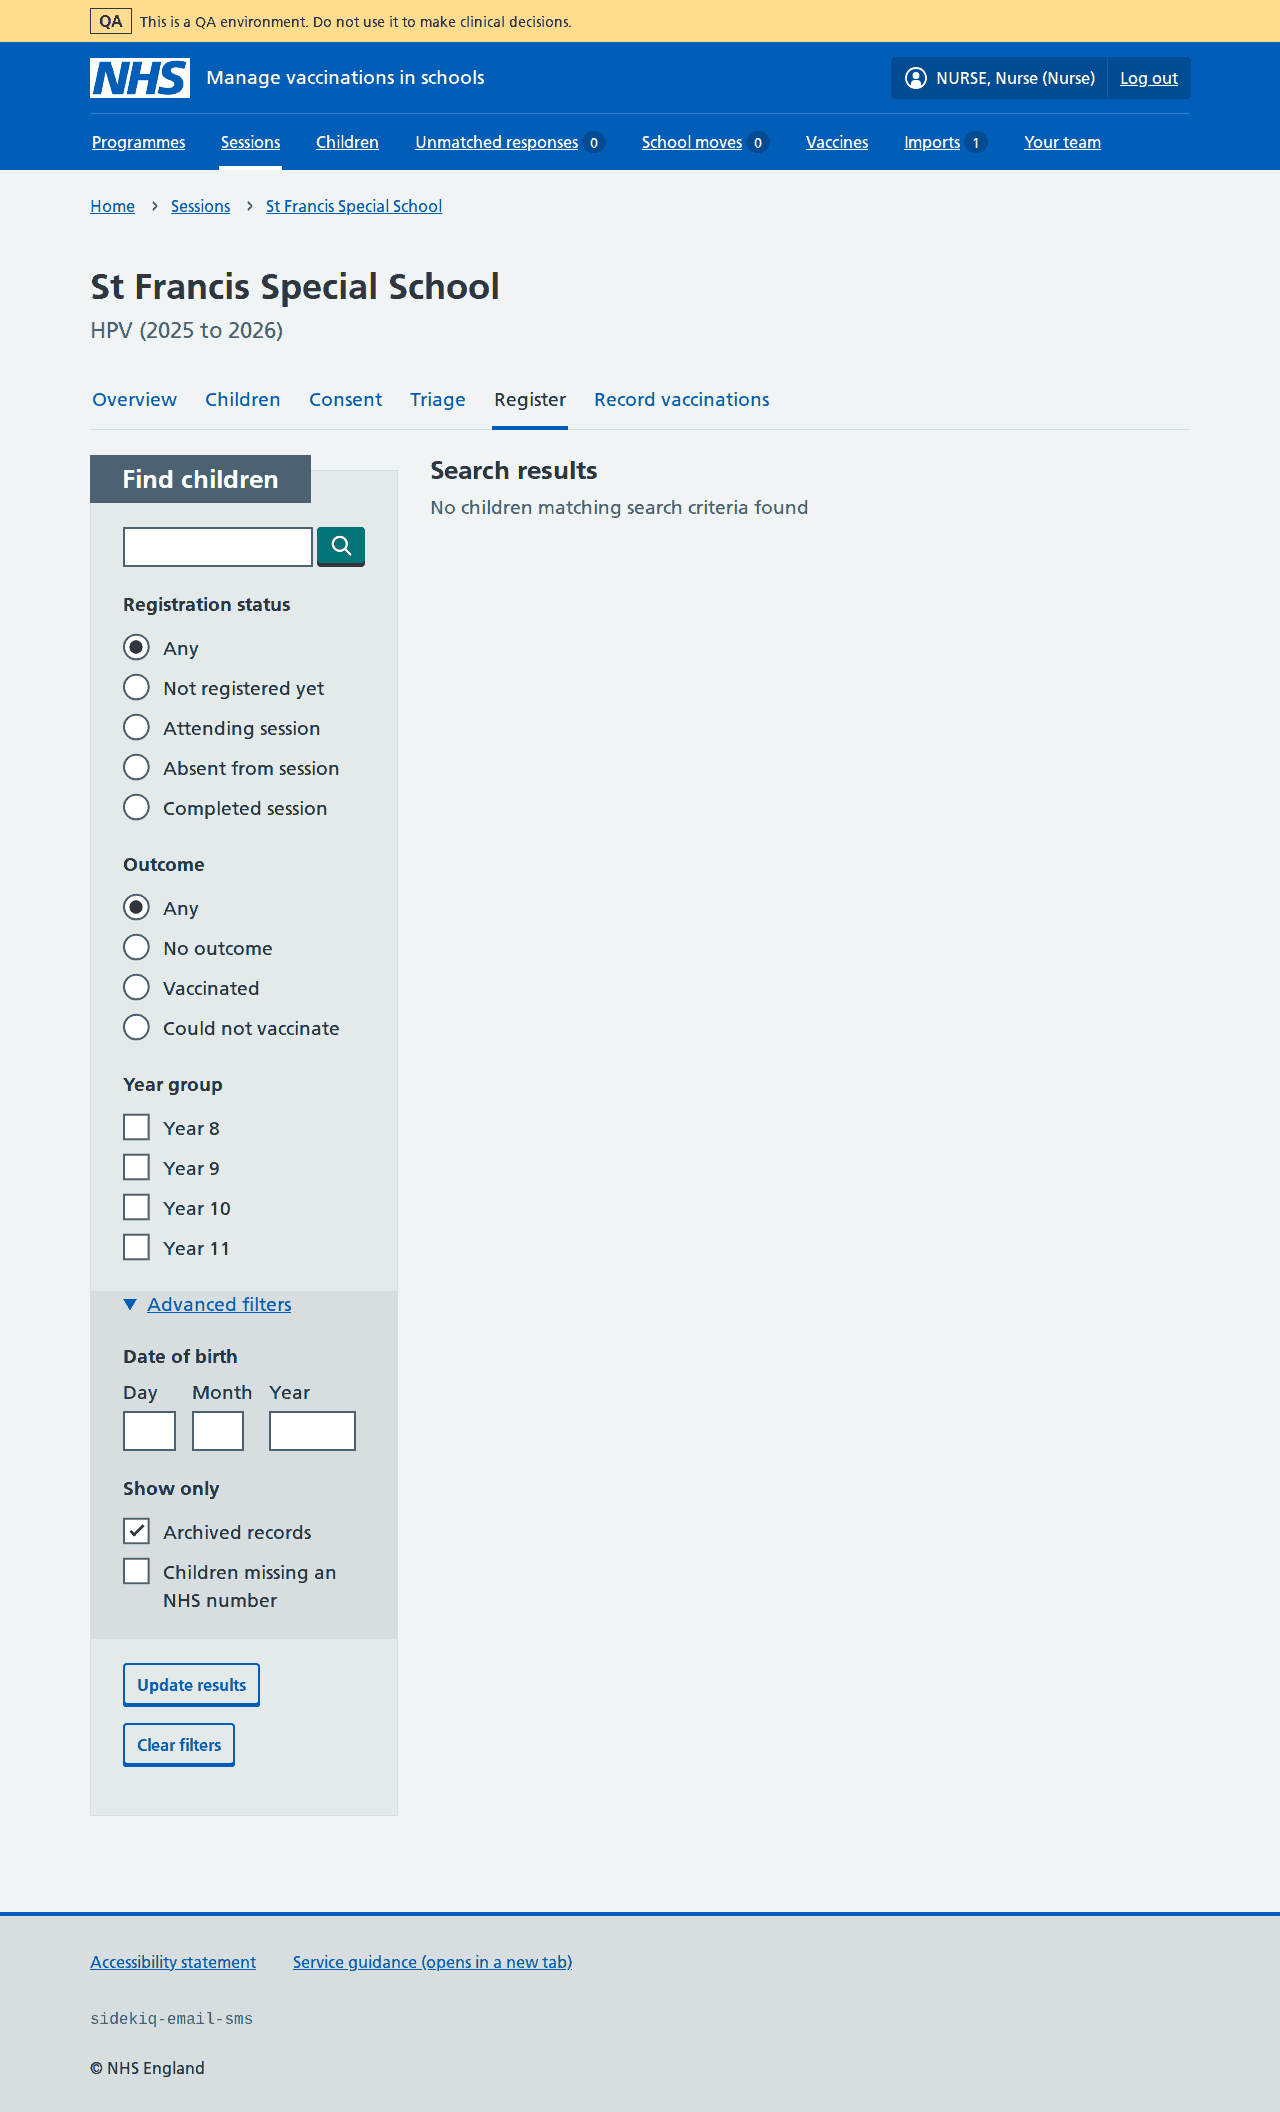 QA This is a QA environment. Do not use it to make clinical decisions.
NHS Manage vaccinations in schools NURSE, Nurse (Nurse) Log out
Programmes Sessions Children Unmatched responses 0 School moves 0 Vaccines Imports 1 Your team
Home Sessions St Francis Special School
St Francis Special School
HPV (2025 to 2026)
Overview Children Consent Triage Register Record vaccinations
Find children
Registration status
Any
Not registered yet
Attending session
Absent from session
Completed session
Outcome
Any
No outcome
Vaccinated
Could not vaccinate
Year group
Year 8
Year 9
Year 10
Year 11
Advanced filters
Date of birth
Day Month Year
Show only
Archived records
Children missing an
NHS number
Update results
Clear filters
Search results
No children matching search criteria found
Accessibility statement Service guidance (opens in a new tab)
sidekiq-email-sms
© NHS England